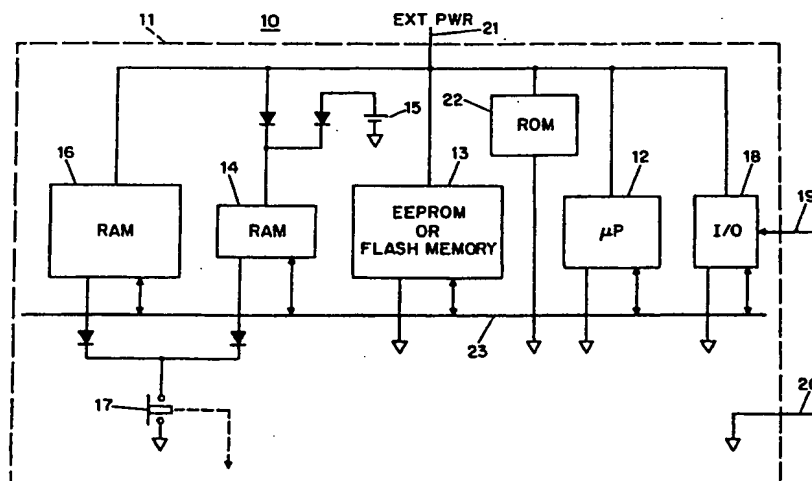 EXT PWR
11
10
21
15
22
ROM
16
14
13
12
18
19
RAM
RAM
EEPROM
OR
FLASH MEMORY
μP
I/O
23
17
20